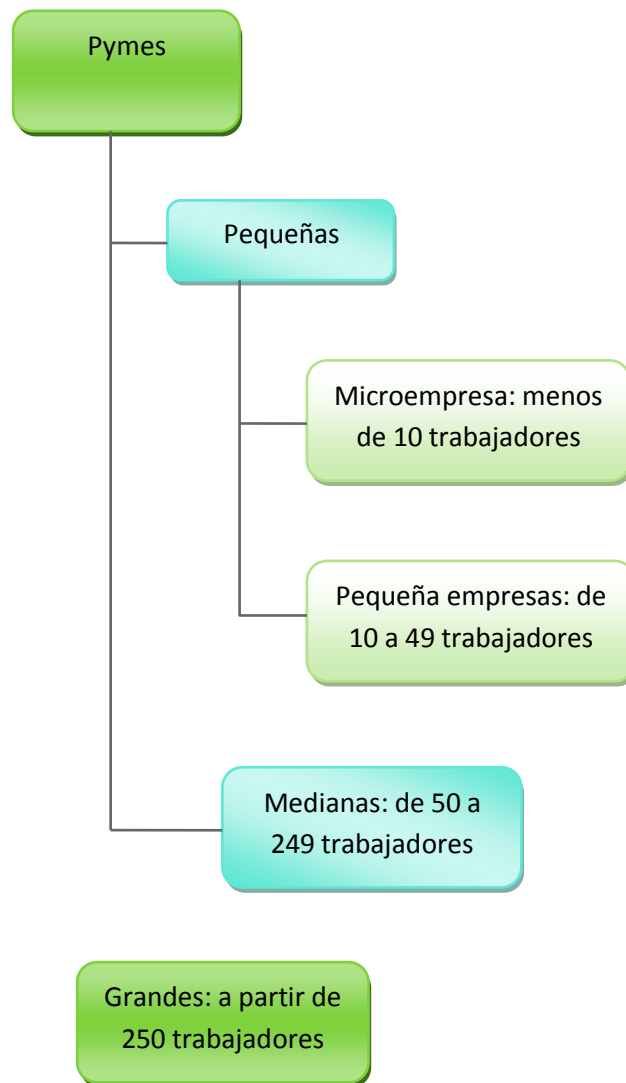 Pymes
Pequeñas
Microempresa: menos
de 10 trabajadores
Pequeña empresas: de
10 a 49 trabajadores
Medianas: de 50 a
249 trabajadores
Grandes: a partir de
250 trabajadores